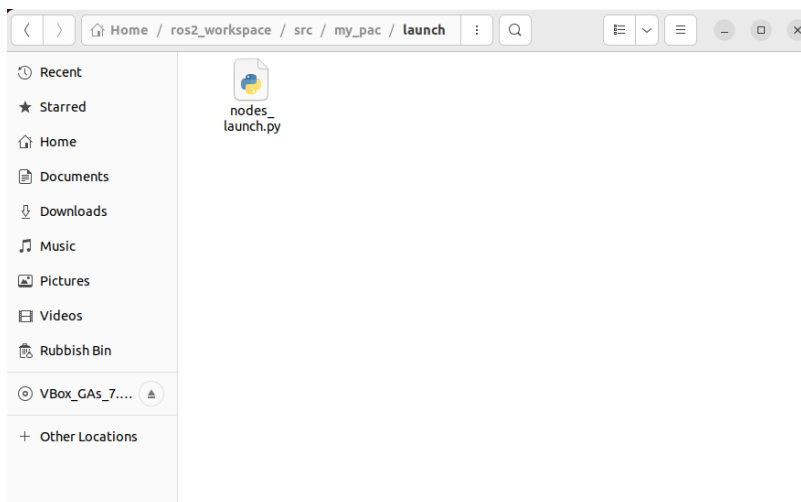 Home / ros2_workspace / src / my_pac / launch
Recent
Starred
Home
Documents
Downloads
Music
Pictures
Videos
Rubbish Bin
VBox_GAs_7....
Other Locations
nodes_
launch.py